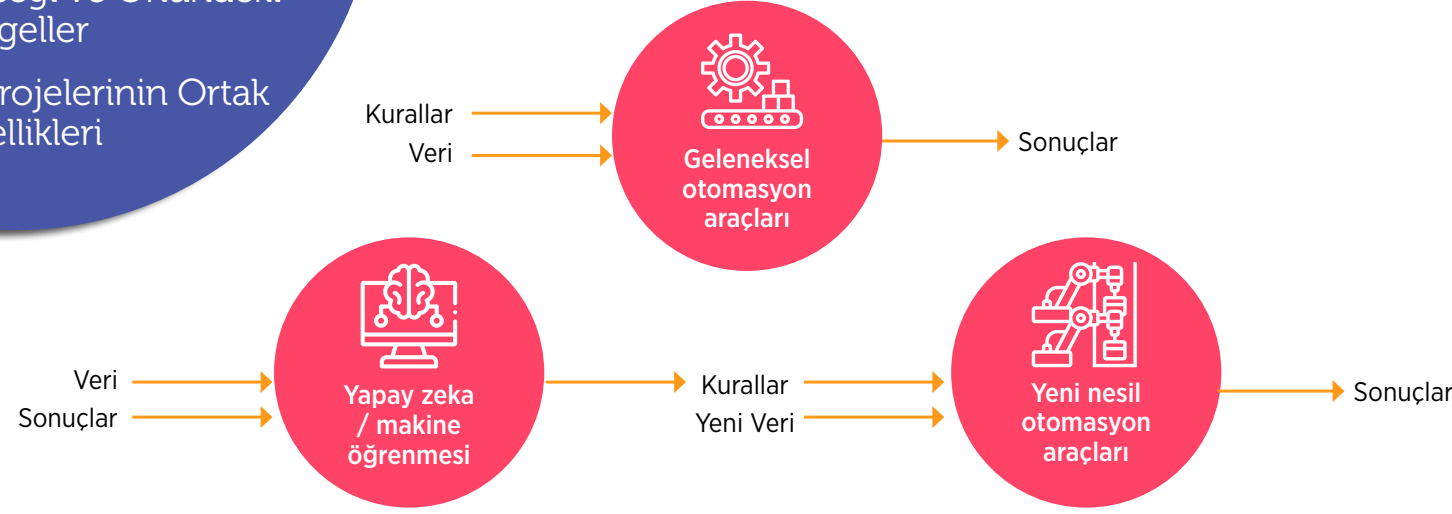 geller
rojelerinin Ortak
ellikleri
Kurallar
Veri
Geleneksel
otomasyon
araçları
Sonuçlar
Veri
Sonuçlar
Yapay zeka
/ makine
öğrenmesi
Kurallar
Yeni Veri
Yeni nesil
otomasyon
araçları
Sonuçlar